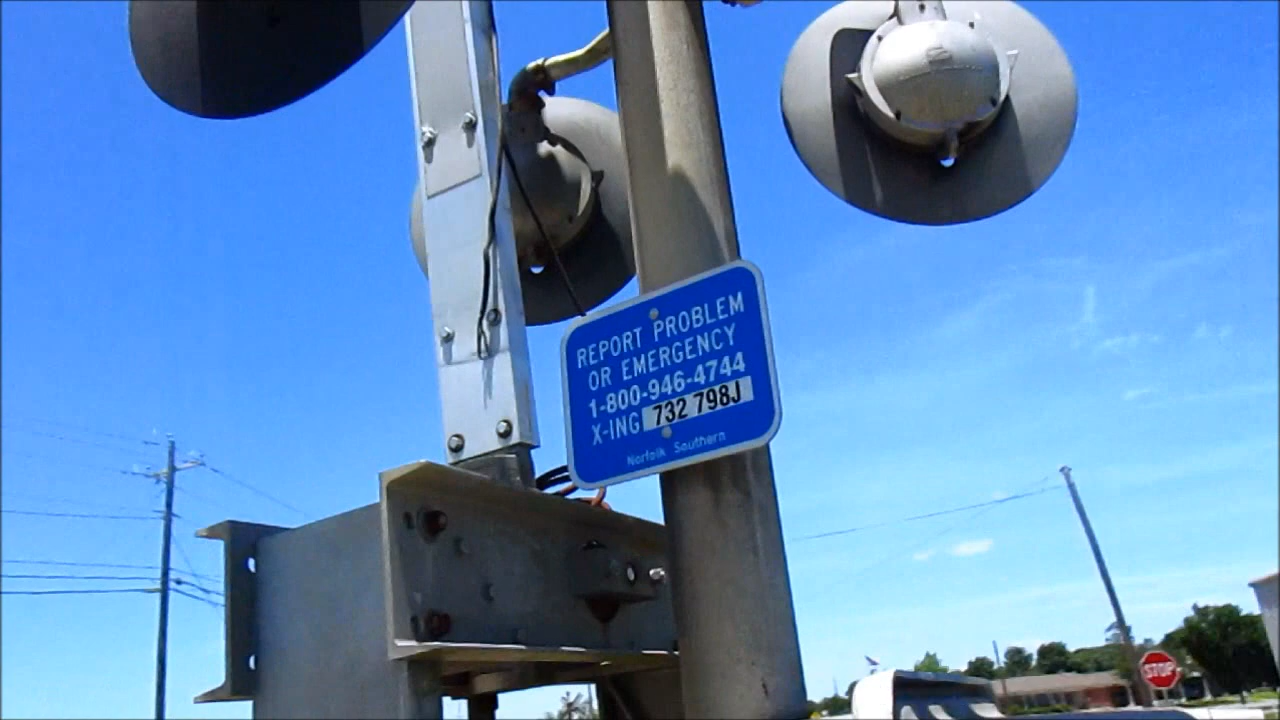 REPORT PROBLEM
OR EMERGENCY
1-800-946-4744
X-ING 732 798J
Norfolk Southern
STOP